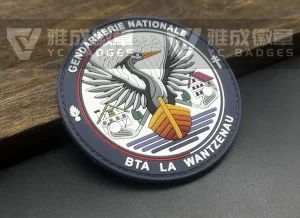 雅成徽章 雅成徽章
YC BADGES YC BADGES
GENDARMERIE NATIONALE
BTA LA WANTZENAU